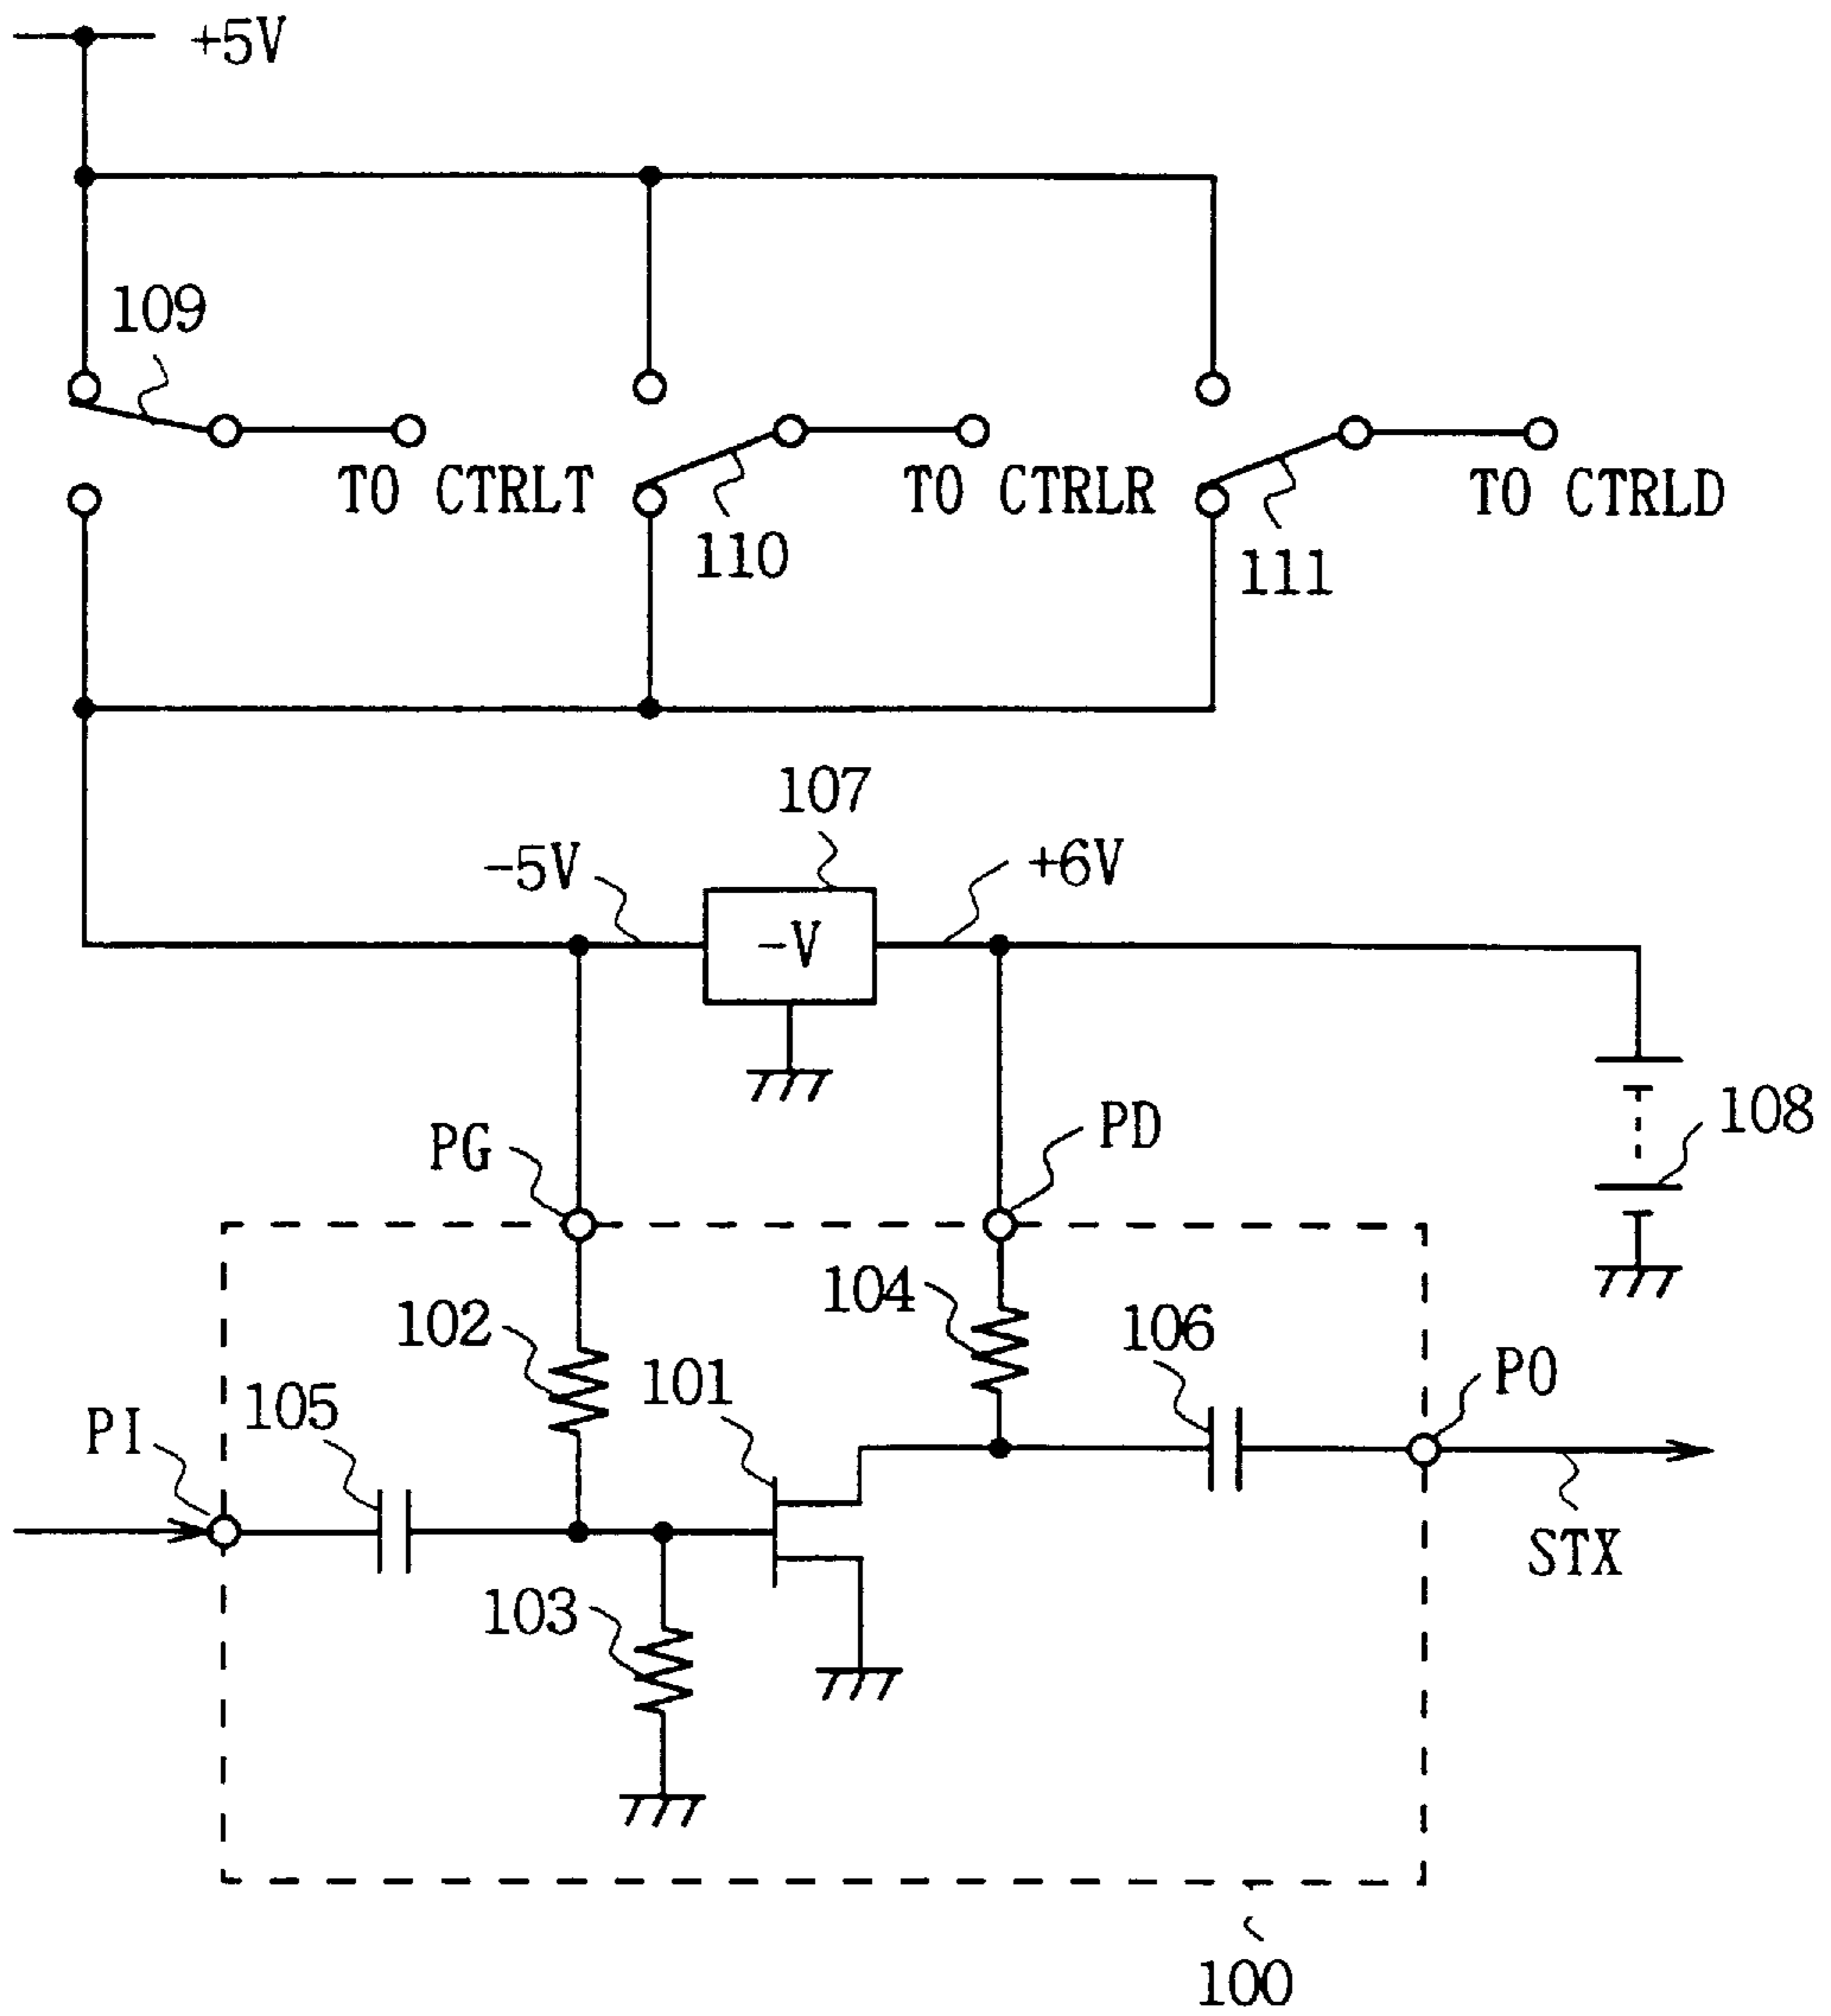 +5V
109
TO CTRLT
TO CTRLR
TO CTRLD
110
111
107
-5V
+6V
-V
PG
PD
108
102
104
106
PO
105
101
PI
STX
103
100